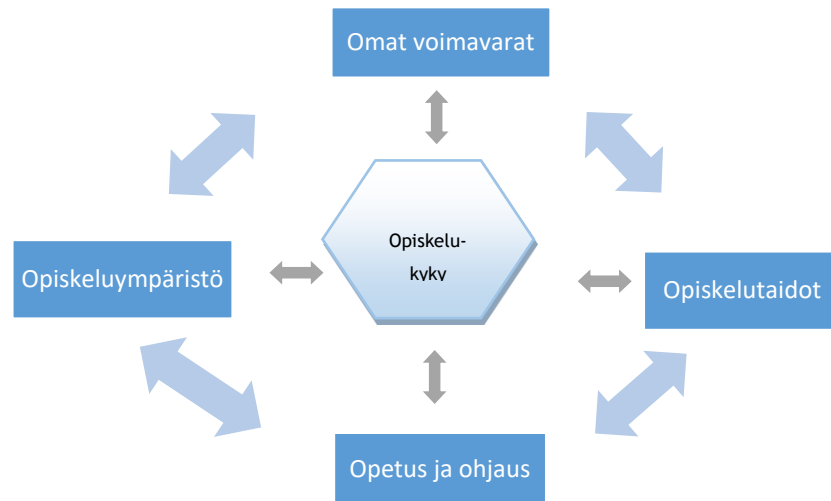 Omat voimavarat
Opiskelu-
kyky
Opiskeluympäristö
Opiskelutaidot
Opetus ja ohjaus